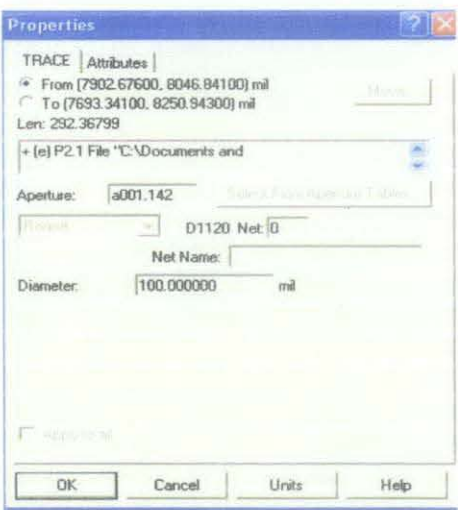 Properties
TRACE Attributes
From (7902.67600, 8046.84100) mil
Move...
To (7693.34100, 8250.94300) mil
Len: 292.36799
+ (e) P2.1 File "C:\Documents and
Aperture: a001.142 Select From Aperture Table...
Round D1120 Net: 0
Net Name:
Diameter: 100.000000 mil
Apply to all
OK Cancel Units Help